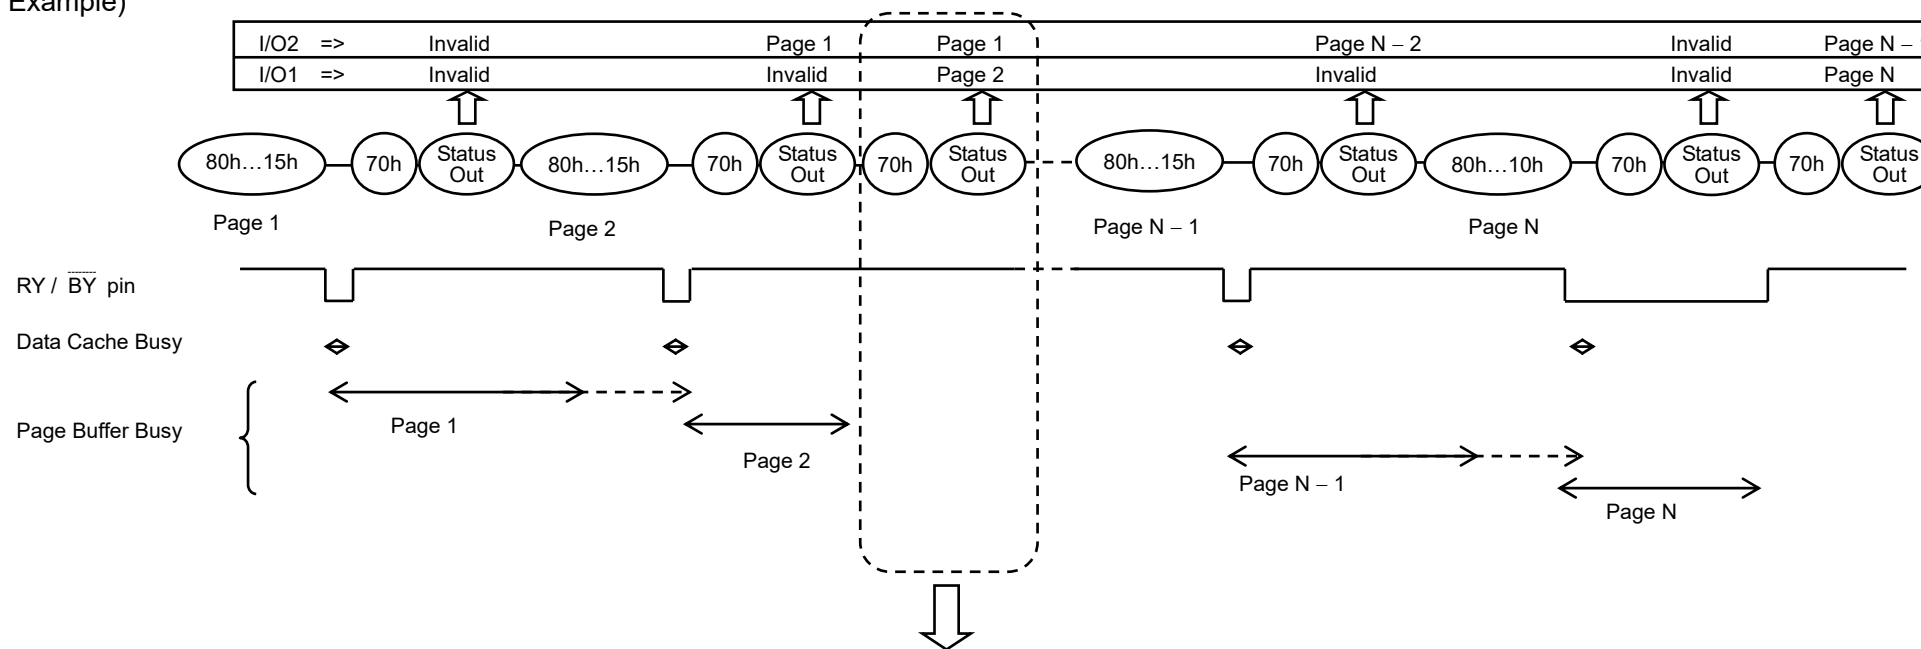 Example)
I/O2 => Invalid Page 1 Page 1 Page N − 2 Invalid Page N −
I/O1 => Invalid Invalid Page 2 Invalid Invalid Page N
80h…15h 70h Status Out 80h…15h 70h Status Out 70h Status Out 80h…15h 70h Status Out 80h…10h 70h Status Out 70h Status Out
Page 1 Page 2 Page N − 1 Page N
RY / BY pin
Data Cache Busy
Page Buffer Busy
Page 1
Page 2
Page N − 1
Page N